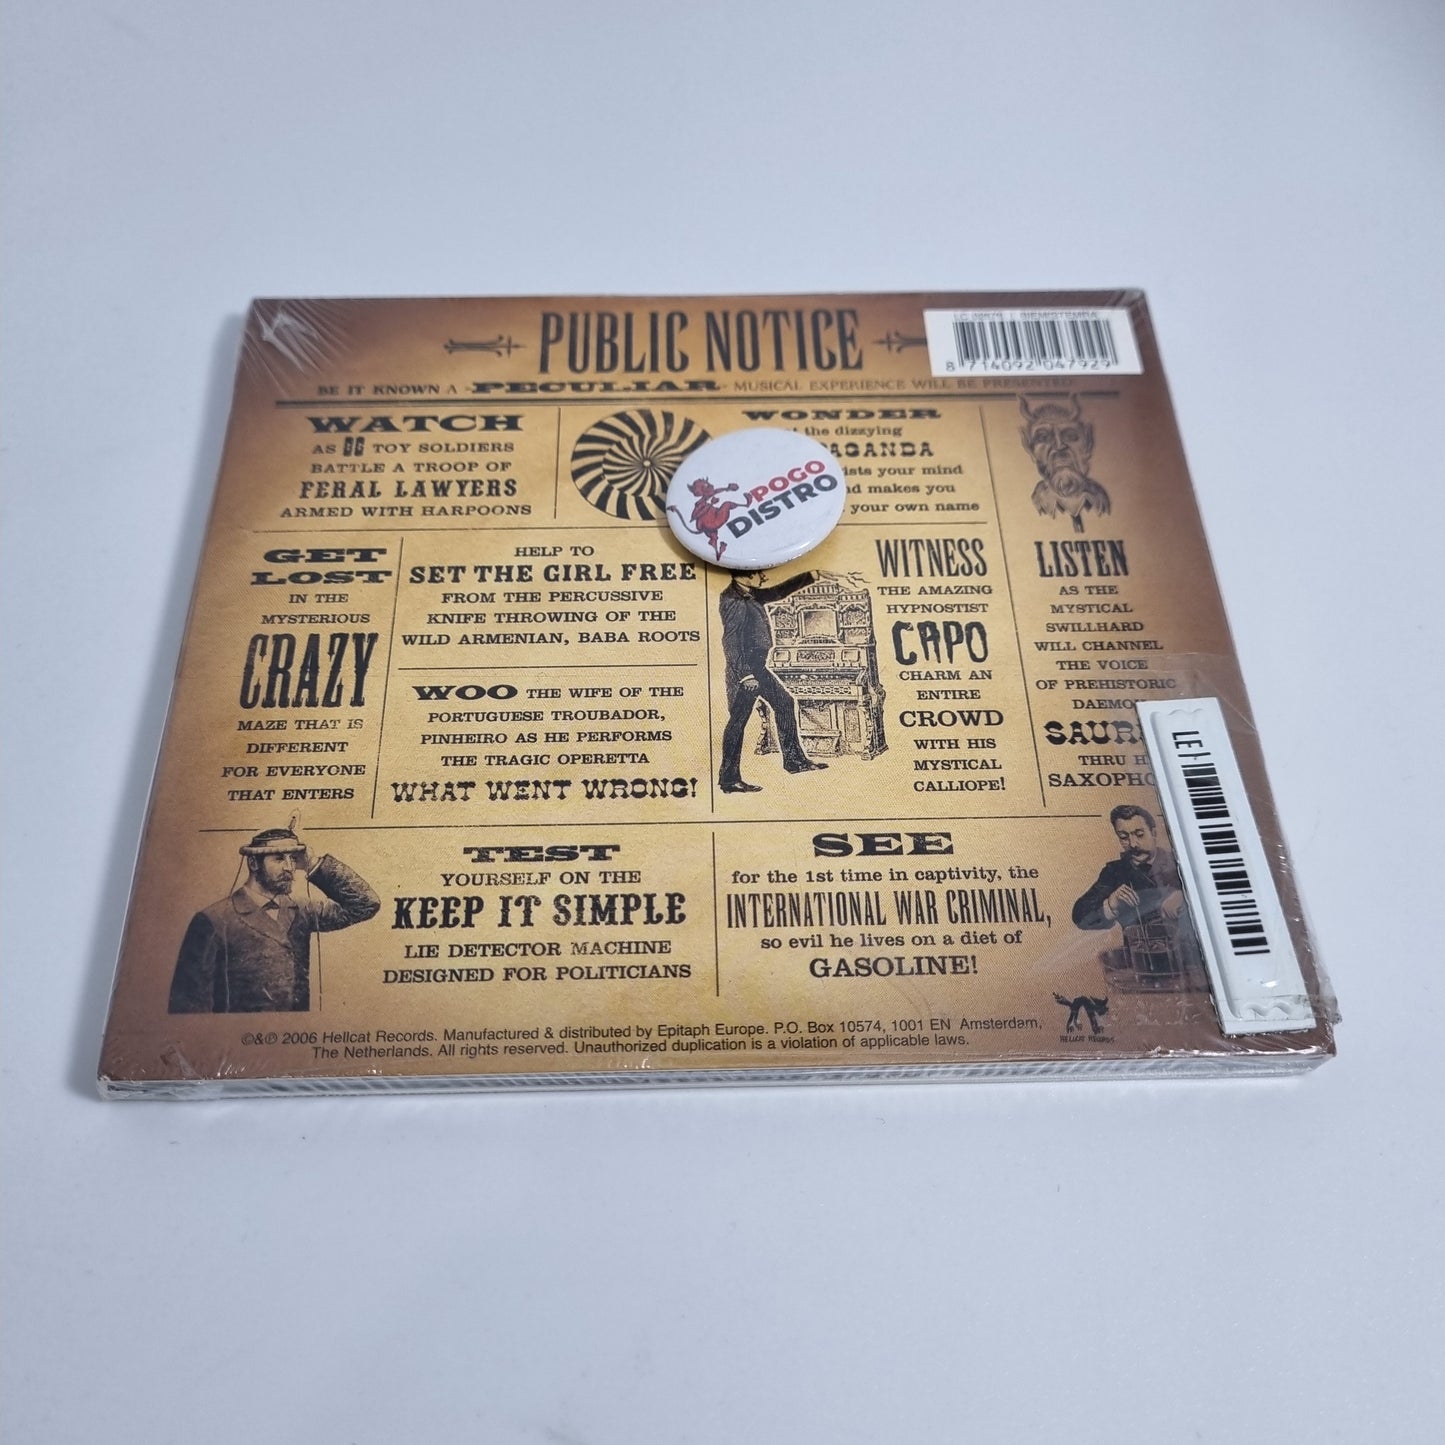 PUBLIC NOTICE
8 714092 047929
BE IT KNOWN A PECULIAR MUSICAL EXPERIENCE WILL BE PRESENTED
WATCH
AS GG TOY SOLDIERS
BATTLE A TROOP OF
FERAL LAWYERS
ARMED WITH HARPOONS
WONDER
the dizzying
your mind
makes you
your own name
POGO
DISTRO
GET
LOST
IN THE
MYSTERIOUS
CRAZY
MAZE THAT IS
DIFFERENT
FOR EVERYONE
THAT ENTERS
HELP TO
SET THE GIRL FREE
FROM THE PERCUSSIVE
KNIFE THROWING OF THE
WILD ARMENIAN, BABA ROOTS
WOO THE WIFE OF THE
PORTUGUESE TROUBADOR,
PINHEIRO AS HE PERFORMS
THE TRAGIC OPERETTA
WHAT WENT WRONG!
WITNESS
THE AMAZING
HYPNOSTIST
CAPO
CHARM AN
ENTIRE
CROWD
WITH HIS
MYSTICAL
CALLIOPE!
LISTEN
AS THE
MYSTICAL
SWILLHARD
WILL CHANNEL
THE VOICE
OF PREHISTORIC
THRU
LE
TEST
YOURSELF ON THE
KEEP IT SIMPLE
LIE DETECTOR MACHINE
DESIGNED FOR POLITICIANS
SEE
for the 1st time in captivity, the
INTERNATIONAL WAR CRIMINAL,
so evil he lives on a diet of
GASOLINE!
©&℗ 2006 Hellcat Records. Manufactured & distributed by Epitaph Europe. P.O. Box 10574, 1001 EN Amsterdam,
The Netherlands. All rights reserved. Unauthorized duplication is a violation of applicable laws.
HELLCAT RECORDS